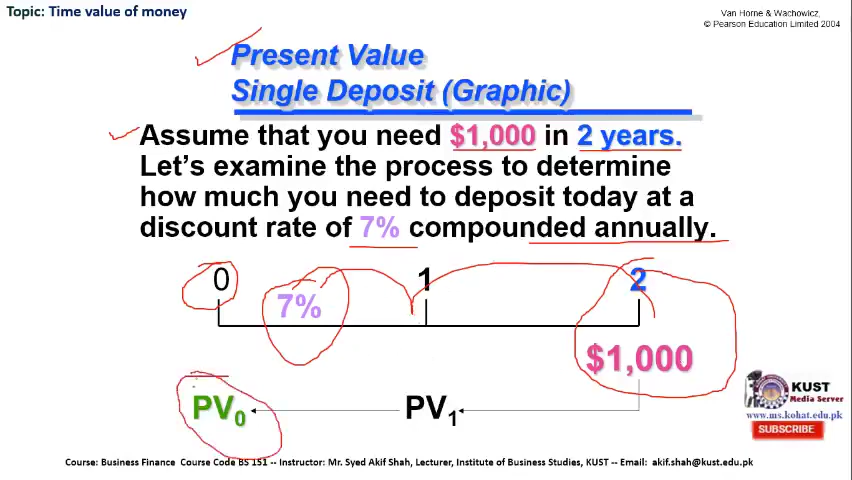 Topic: Time value of money
Van Horne & Wachowicz,
© Pearson Education Limited 2004
Present Value
Single Deposit (Graphic)
Assume that you need $1,000 in 2 years.
Let's examine the process to determine
how much you need to deposit today at a
discount rate of 7% compounded annually.
0 1 2
7%
$1,000
PV0 PV1
KUST
Media Server
www.ms.kohat.edu.pk
SUBSCRIBE
Course: Business Finance Course Code BS 151 -- Instructor: Mr. Syed Akif Shah, Lecturer, Institute of Business Studies, KUST -- Email: akif.shah@kust.edu.pk